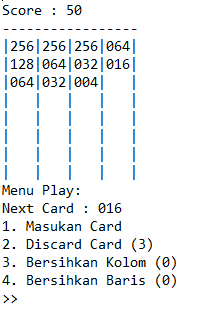 Score : 50
-----------------
|256|256|256|064|
|128|064|032|016|
|064|032|004|   |
|   |   |   |   |
|   |   |   |   |
|   |   |   |   |
|   |   |   |   |
|   |   |   |   |
Menu Play:
Next Card : 016
1. Masukan Card
2. Discard Card (3)
3. Bersihkan Kolom (0)
4. Bersihkan Baris (0)
>>